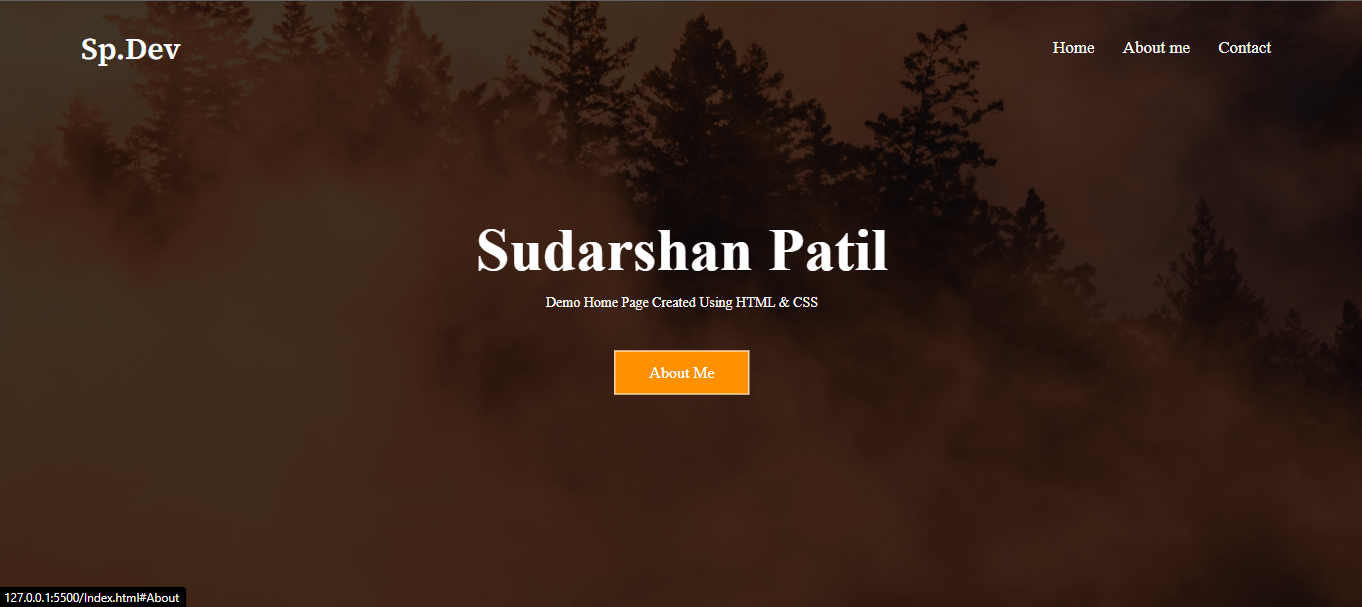 Sp.Dev
Home About me Contact
Sudarshan Patil
Demo Home Page Created Using HTML & CSS
About Me
127.0.0.1:5500/Index.html#About